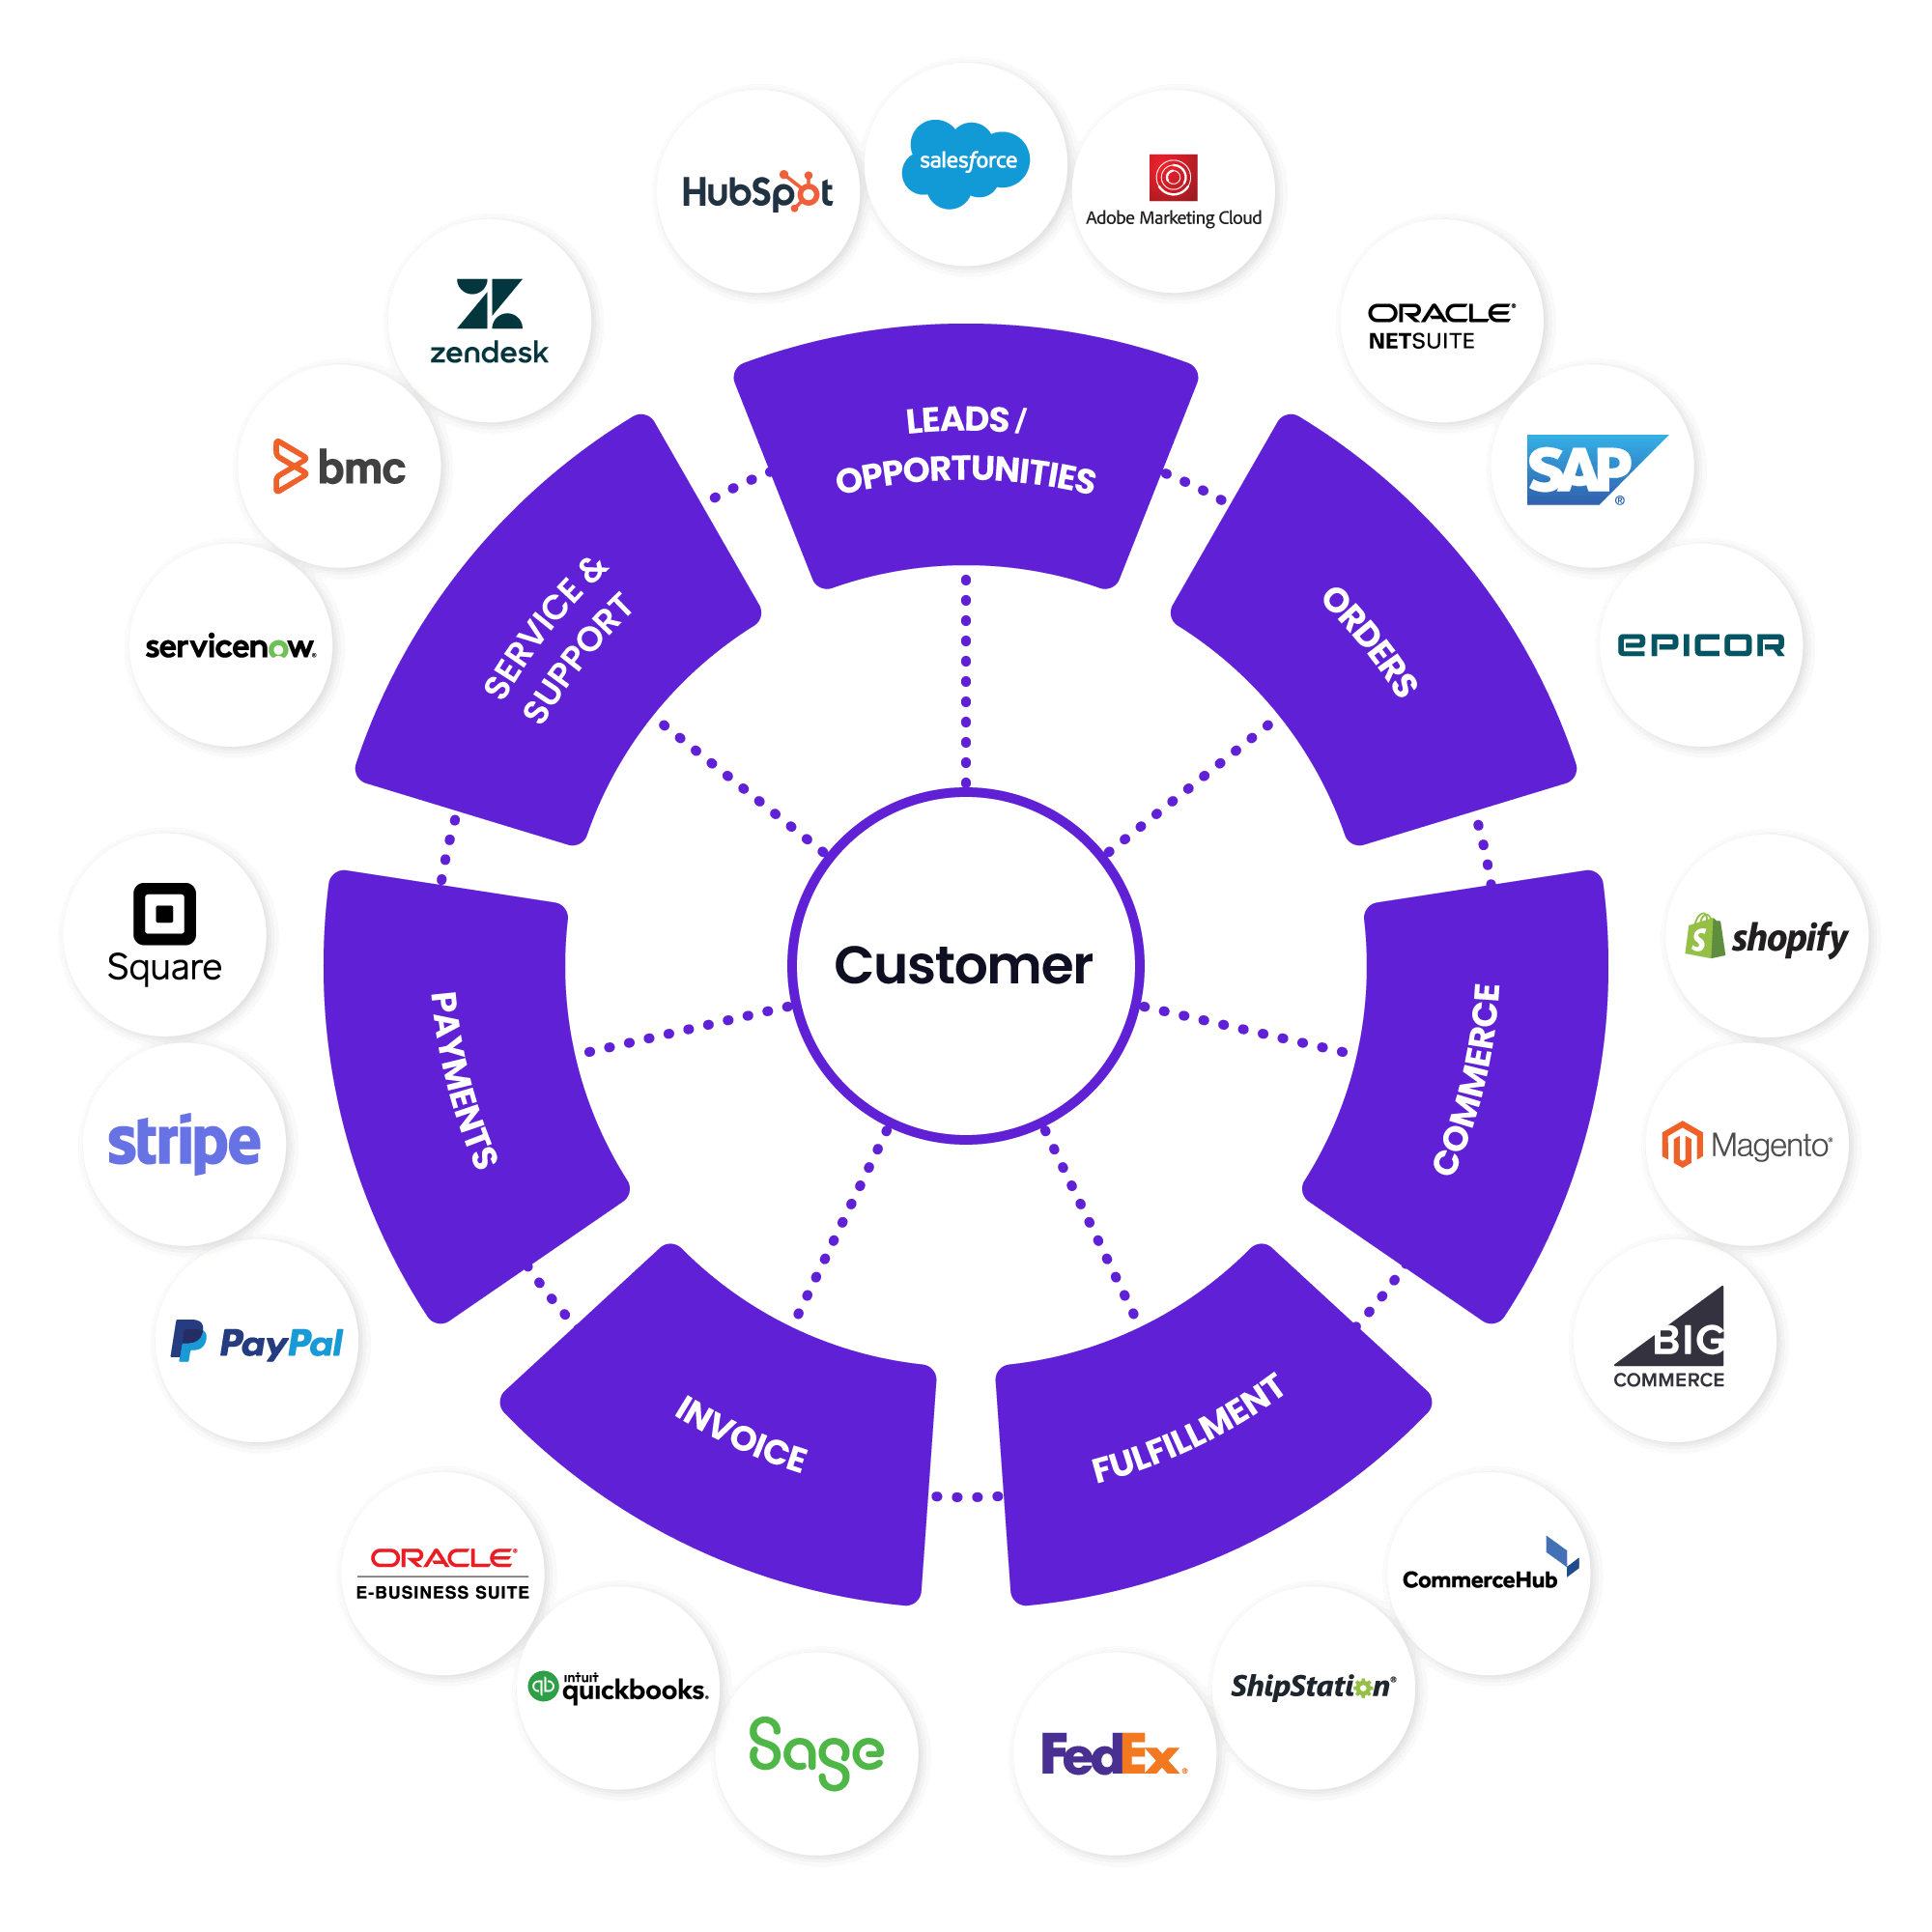 HubSpot
salesforce
Adobe Marketing Cloud
ORACLE®
NETSUITE
SAP
®
EPICOR
shopify
Magento®
BIG
COMMERCE
CommerceHub
ShipStation®
FedEx®
Sage
intuit
quickbooks.
ORACLE®
E-BUSINESS SUITE
PayPal
stripe
Square
servicenow®
bmc
zendesk
LEADS /
OPPORTUNITIES
ORDERS
COMMERCE
FULFILLMENT
INVOICE
PAYMENTS
SERVICE &
SUPPORT
Customer